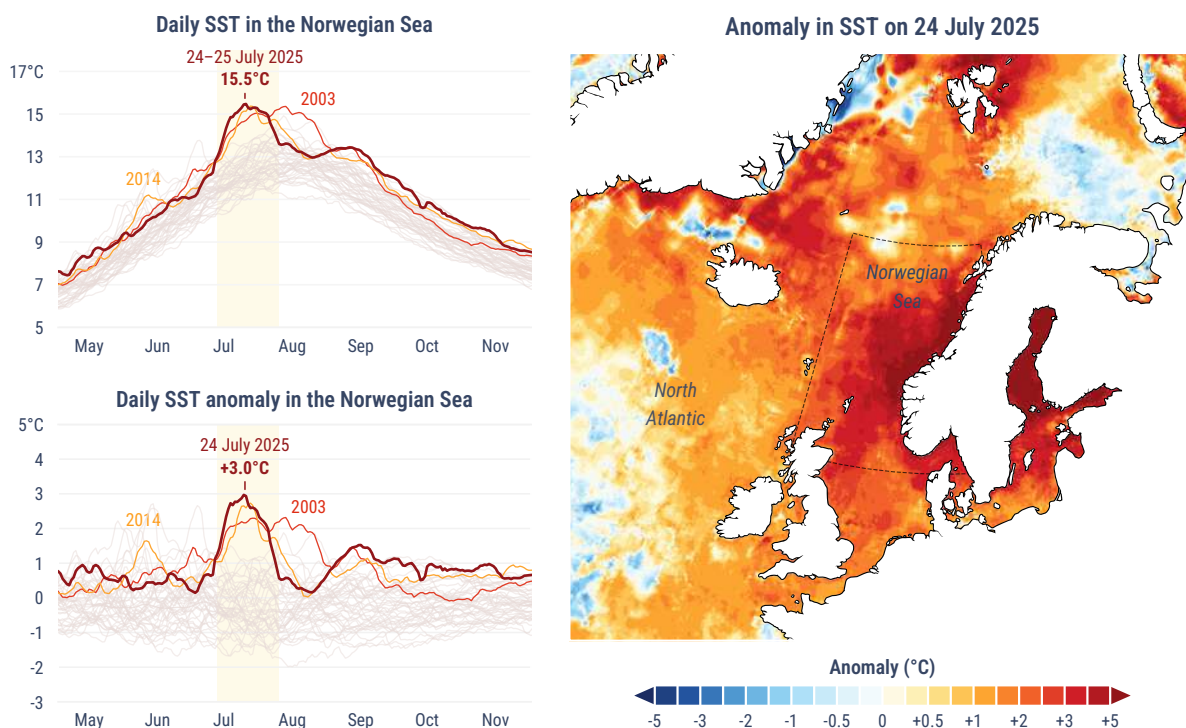 Daily SST in the Norwegian Sea
24–25 July 2025
15.5°C
2003
2014
17°C
15
13
11
9
7
5
May Jun Jul Aug Sep Oct Nov
Daily SST anomaly in the Norwegian Sea
24 July 2025
+3.0°C
2003
2014
5°C
4
3
2
1
0
-1
-2
-3
May Jun Jul Aug Sep Oct Nov
Anomaly in SST on 24 July 2025
Norwegian
Sea
North
Atlantic
Anomaly (°C)
-5 -3 -2 -1 -0.5 0 +0.5 +1 +2 +3 +5